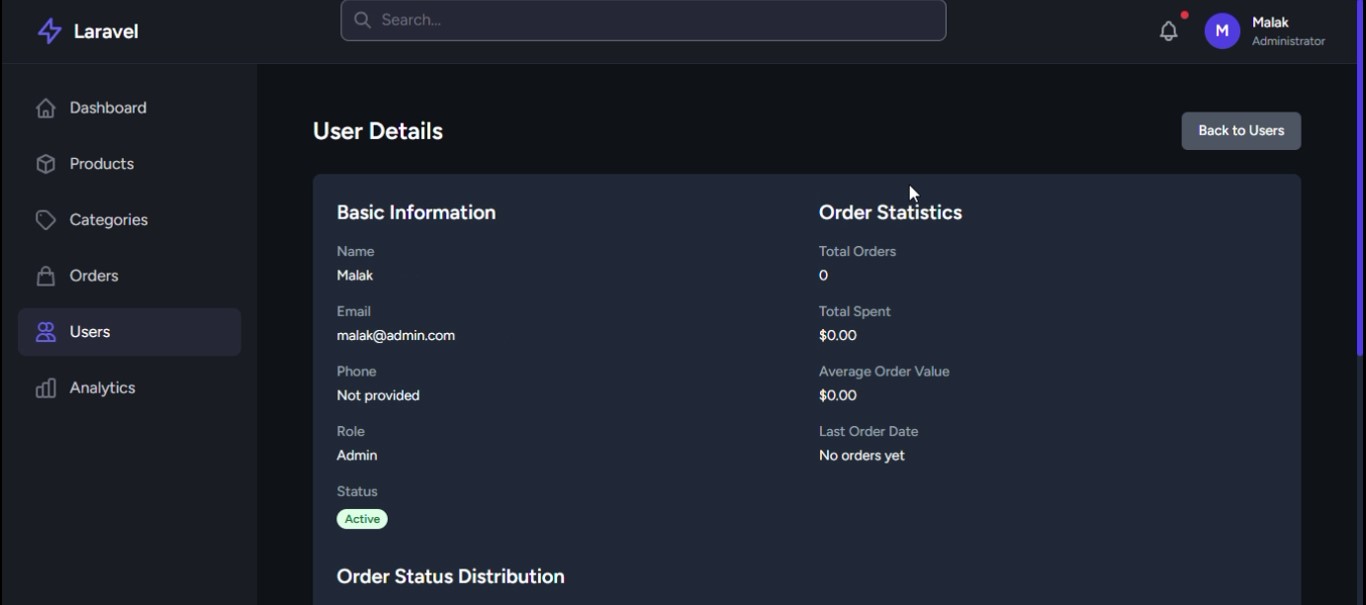 Laravel
Search...
M
Malak
Administrator
Dashboard
Products
Categories
Orders
Users
Analytics
User Details
Back to Users
Basic Information
Name
Malak
Email
malak@admin.com
Phone
Not provided
Role
Admin
Status
Active
Order Statistics
Total Orders
0
Total Spent
$0.00
Average Order Value
$0.00
Last Order Date
No orders yet
Order Status Distribution